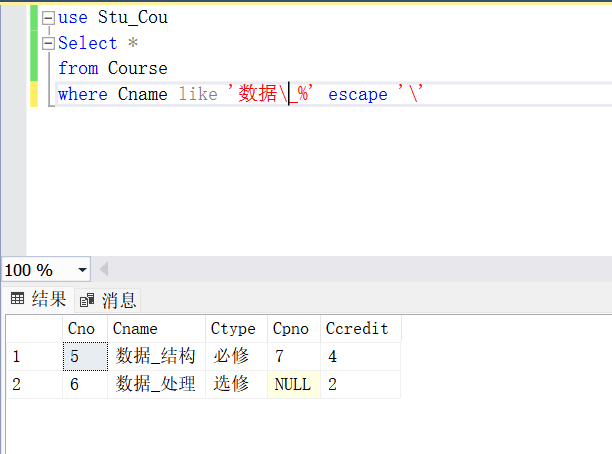 use Stu_Cou
Select *
from Course
where Cname like '数据\_%' escape '\'
100 %
结果 消息
Cno Cname Ctype Cpno Ccredit
1 5 数据_结构 必修 7 4
2 6 数据_处理 选修 NULL 2